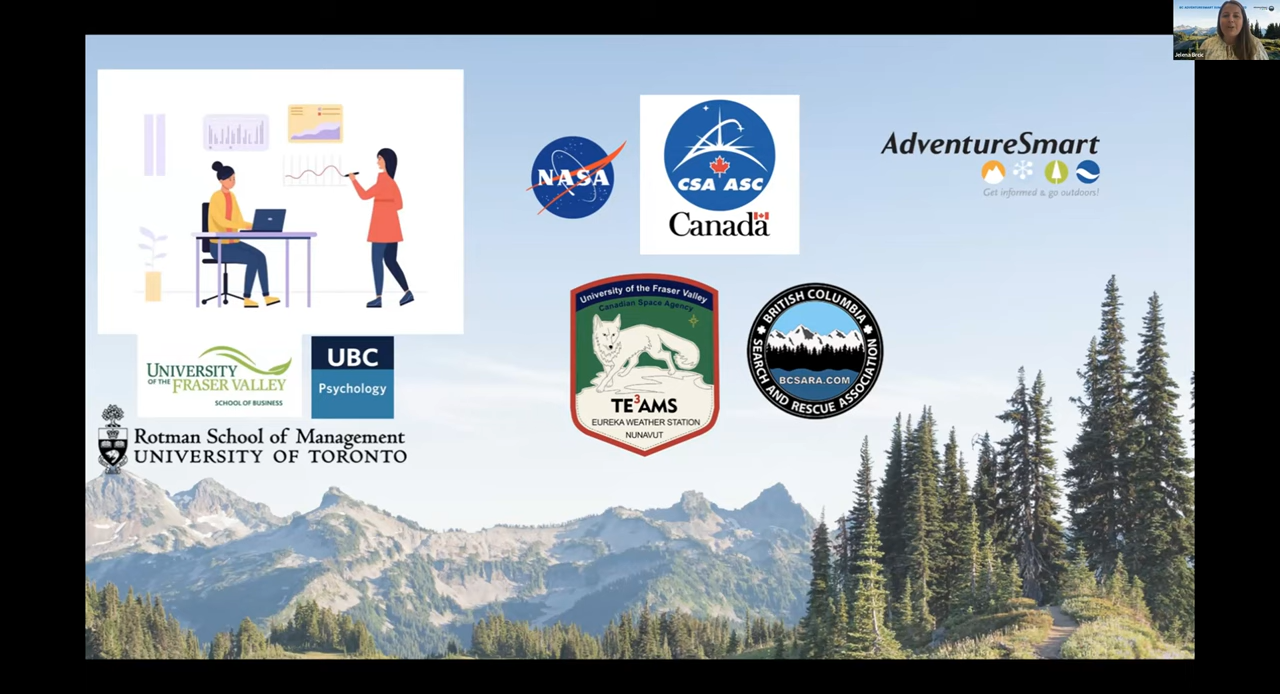 NASA
CSA ASC
Canada
AdventureSmart
Get informed & go outdoors!
University of the Fraser Valley
Canadian Space Agency
TE³AMS
EUREKA WEATHER STATION
NUNAVUT
BRITISH COLUMBIA
SEARCH AND RESCUE ASSOCIATION
BCSARA.COM
UNIVERSITY
OF THE FRASER VALLEY
SCHOOL OF BUSINESS
UBC
Psychology
Rotman School of Management
UNIVERSITY OF TORONTO
Jelena Brcic